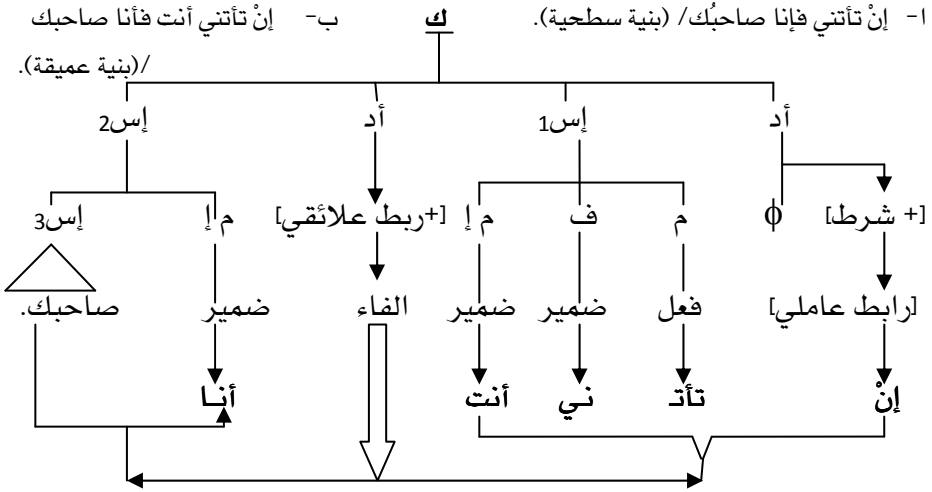 ا- إنْ تأتني فإنا صاحبُك/ (بنية سطحية). ب- إنْ تأتني أنت فأنا صاحبك
/(بنية عميقة).
ك
أد إس1 أد إس2
[+ شرط] ϕ م ف م إ [+ربط علائقي] م إ إس3
[رابط عاملي] فعل ضمير ضمير الفاء ضمير صاحبك.
إنْ تأتـ ني أنت أنـا